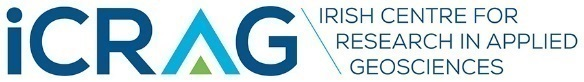 iCRAG
IRISH CENTRE FOR
RESEARCH IN APPLIED
GEOSCIENCES